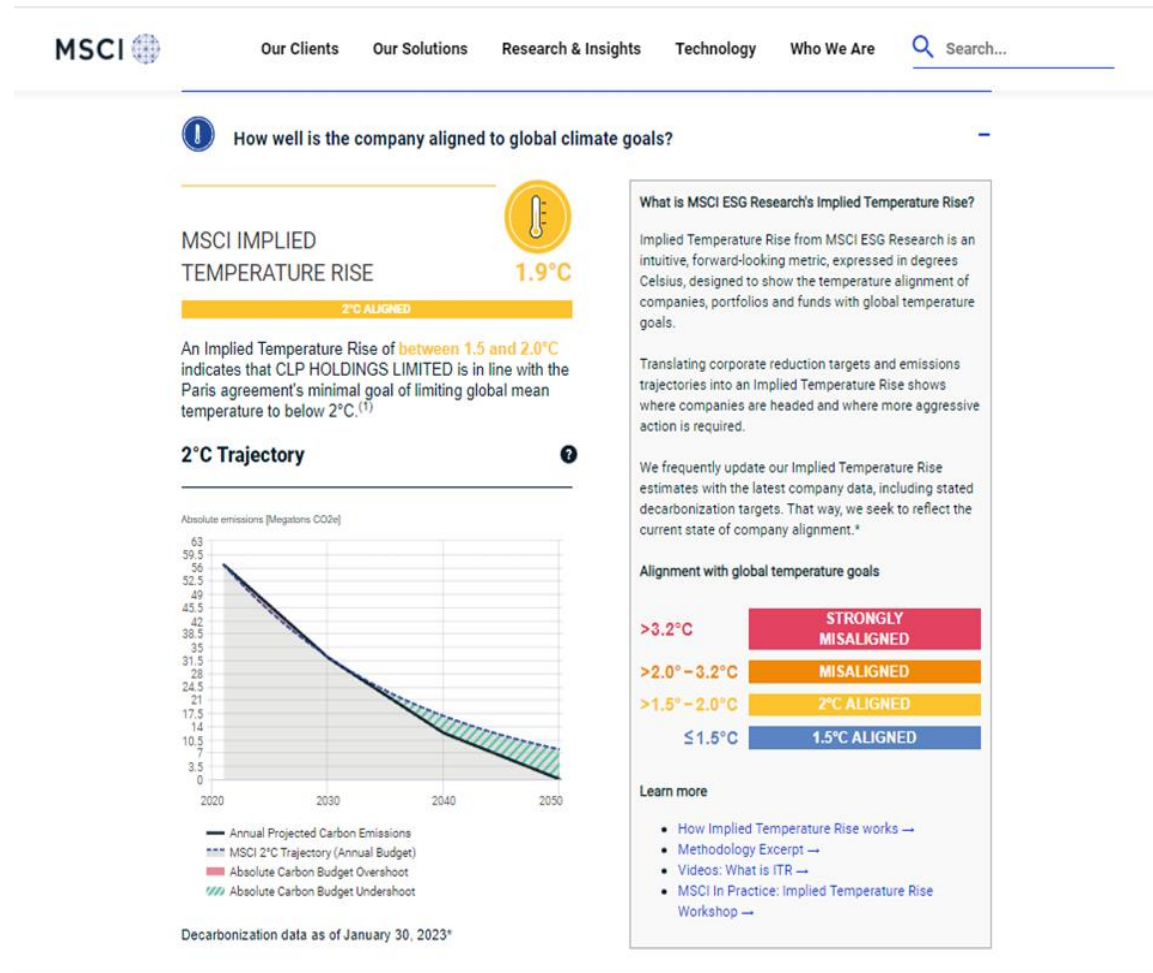 MSCI
Our Clients
Our Solutions
Research & Insights
Technology
Who We Are
Search...
How well is the company aligned to global climate goals?
MSCI IMPLIED
TEMPERATURE RISE
1.9°C
2°C ALIGNED
An Implied Temperature Rise of between 1.5 and 2.0°C
indicates that CLP HOLDINGS LIMITED is in line with the
Paris agreement's minimal goal of limiting global mean
temperature to below 2°C.(1)
2°C Trajectory
?
Absolute emissions [Megatons CO2e]
63
59.5
56
52.5
49
45.5
42
38.5
35
31.5
28
24.5
21
17.5
14
10.5
7
3.5
0
2020
2030
2040
2050
Annual Projected Carbon Emissions
MSCI 2°C Trajectory (Annual Budget)
Absolute Carbon Budget Overshoot
Absolute Carbon Budget Undershoot
Decarbonization data as of January 30, 2023*
What is MSCI ESG Research's Implied Temperature Rise?
Implied Temperature Rise from MSCI ESG Research is an
intuitive, forward-looking metric, expressed in degrees
Celsius, designed to show the temperature alignment of
companies, portfolios and funds with global temperature
goals.
Translating corporate reduction targets and emissions
trajectories into an Implied Temperature Rise shows
where companies are headed and where more aggressive
action is required.
We frequently update our Implied Temperature Rise
estimates with the latest company data, including stated
decarbonization targets. That way, we seek to reflect the
current state of company alignment.*
Alignment with global temperature goals
>3.2°C
STRONGLY
MISALIGNED
>2.0°–3.2°C
MISALIGNED
>1.5°–2.0°C
2°C ALIGNED
≤1.5°C
1.5°C ALIGNED
Learn more
• How Implied Temperature Rise works →
• Methodology Excerpt →
• Videos: What is ITR →
• MSCI In Practice: Implied Temperature Rise
Workshop →